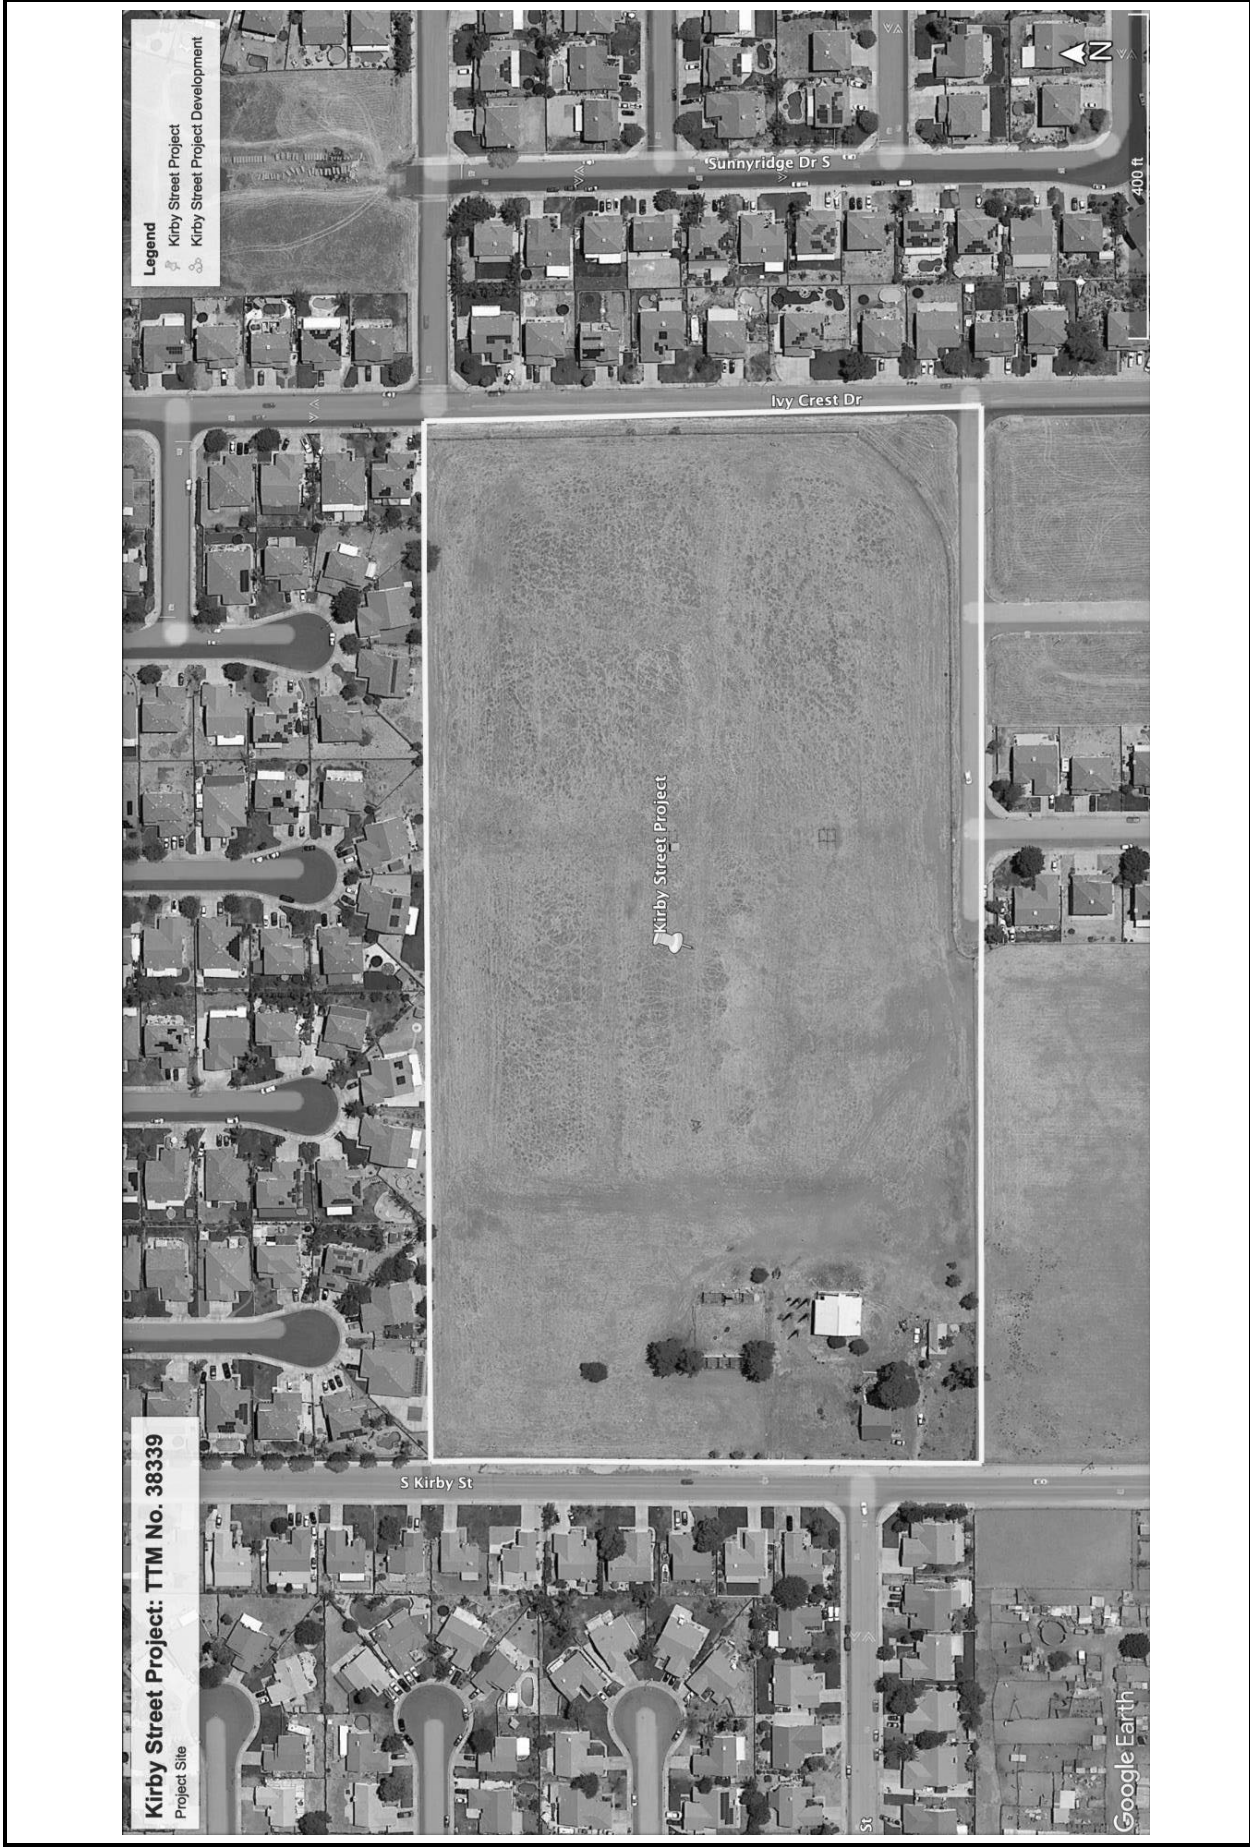 Kirby Street Project: TTM No. 38339
Project Site
Legend
Kirby Street Project
Kirby Street Project Development
N
Sunnyridge Dr S
Ivy Crest Dr
Kirby Street Project
S Kirby St
St
400 ft
Google Earth